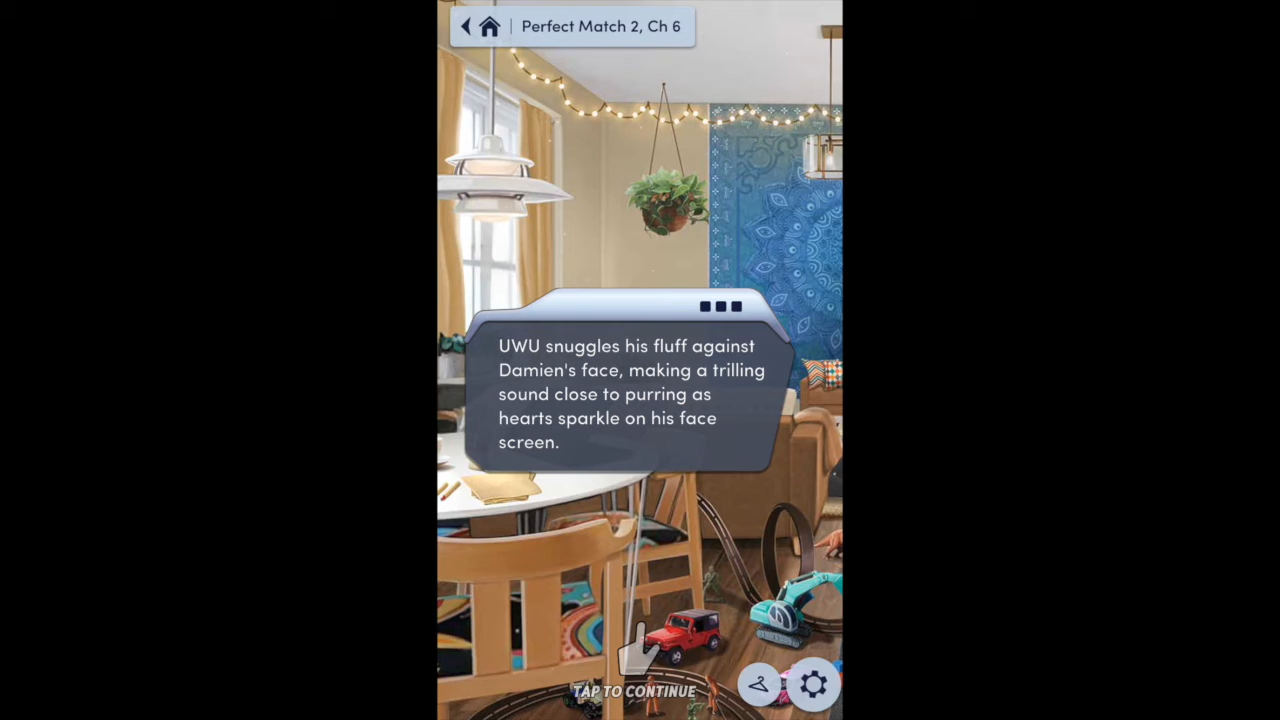 Perfect Match 2, Ch 6
UWU snuggles his fluff against
Damien's face, making a trilling
sound close to purring as
hearts sparkle on his face
screen.
TAP TO CONTINUE